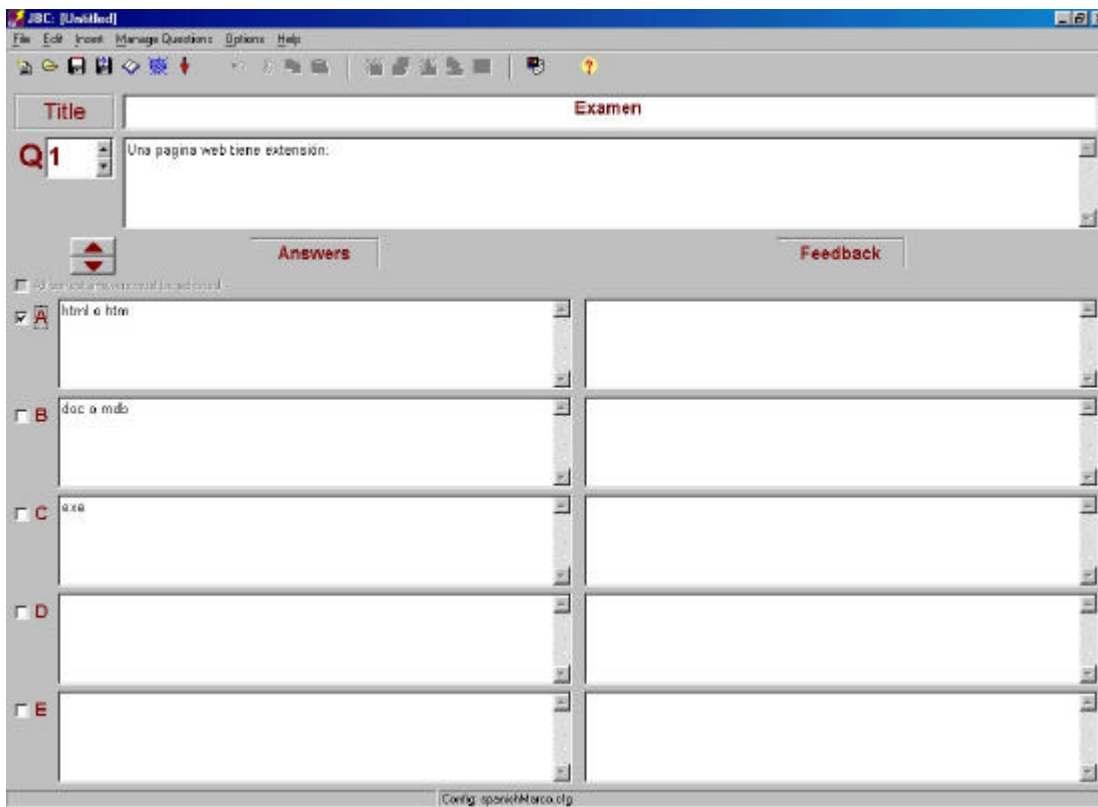 JBC: [Untitled]
File Edit Insert Manage Questions Options Help
Title
Examen
Q 1
Una pagina web tiene extensión:
Answers
Feedback
A
html o htm
B
doc o mdb
C
exe
D
E
Config: spanishMarco.cfg